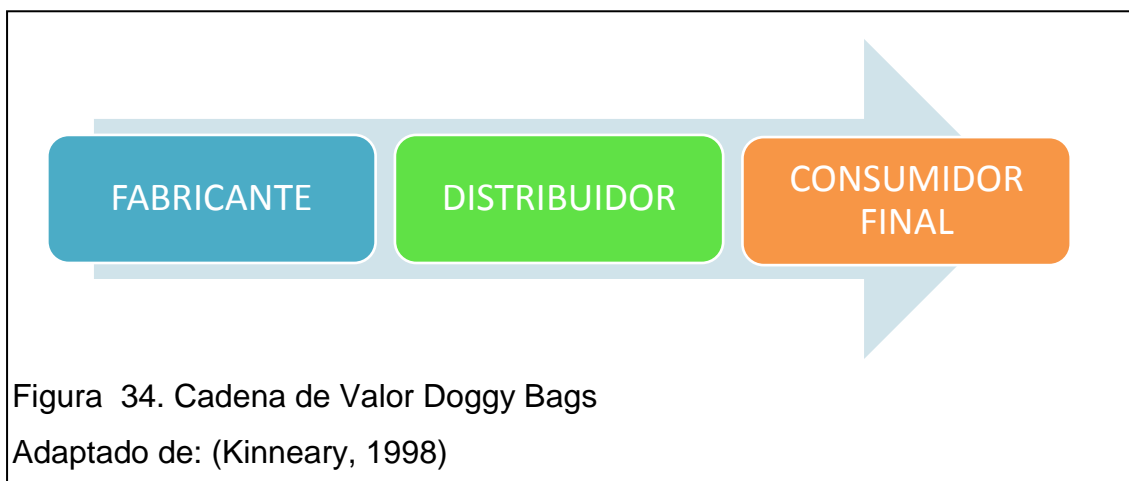 FABRICANTE
DISTRIBUIDOR
CONSUMIDOR
FINAL
Figura  34. Cadena de Valor Doggy Bags
Adaptado de: (Kinneary, 1998)